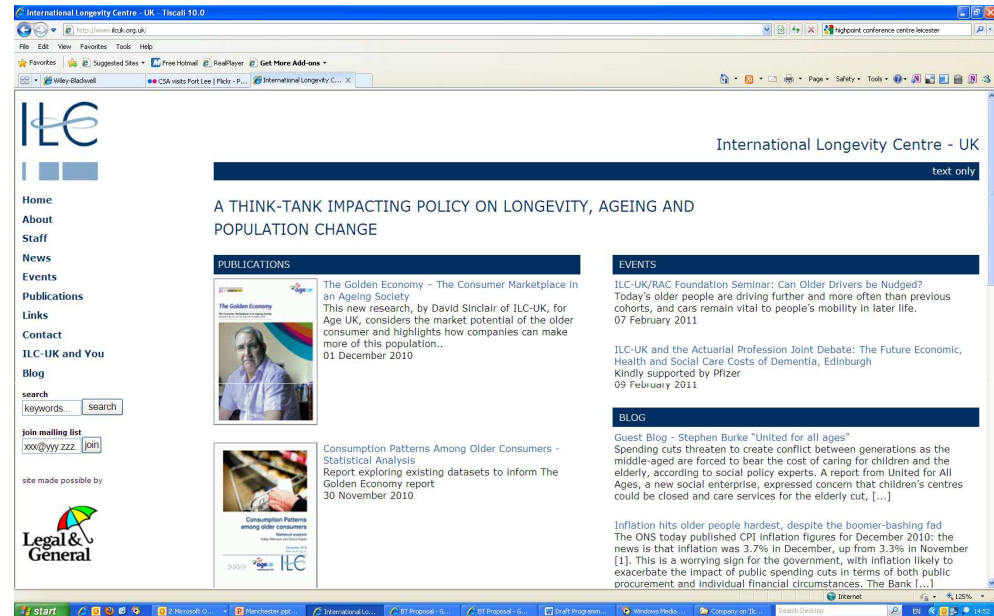 International Longevity Centre - UK - Tiscali 10.0
http://www.ilcuk.org.uk/
highpoint conference centre leicester
File Edit View Favorites Tools Help
Favorites Suggested Sites Free Hotmail RealPlayer Get More Add-ons
Wiley-Blackwell
CSA visits Fort Lee | Flickr - P...
International Longevity C...
Page Safety Tools
ILC
International Longevity Centre - UK
text only
Home
About
Staff
News
Events
Publications
Links
Contact
ILC-UK and You
Blog
search
keywords... search
join mailing list
xxx@yyy.zzz join
site made possible by
Legal &
General
A THINK-TANK IMPACTING POLICY ON LONGEVITY, AGEING AND
POPULATION CHANGE
PUBLICATIONS
ageUK
The Golden Economy
The Golden Economy – The Consumer Marketplace in
an Ageing Society
This new research, by David Sinclair of ILC-UK, for
Age UK, considers the market potential of the older
consumer and highlights how companies can make
more of this population..
01 December 2010
Consumption Patterns
among older consumers
Statistical analysis
ageUK ILC
Consumption Patterns Among Older Consumers -
Statistical Analysis
Report exploring existing datasets to inform The
Golden Economy report
30 November 2010
EVENTS
ILC-UK/RAC Foundation Seminar: Can Older Drivers be Nudged?
Today's older people are driving further and more often than previous
cohorts, and cars remain vital to people's mobility in later life.
07 February 2011
ILC-UK and the Actuarial Profession Joint Debate: The Future Economic,
Health and Social Care Costs of Dementia, Edinburgh
Kindly supported by Pfizer
09 February 2011
BLOG
Guest Blog - Stephen Burke "United for all ages"
Spending cuts threaten to create conflict between generations as the
middle-aged are forced to bear the cost of caring for children and the
elderly, according to social policy experts. A report from United for All
Ages, a new social enterprise, expressed concern that children's centres
could be closed and care services for the elderly cut, [...]
Inflation hits older people hardest, despite the boomer-bashing fad
The ONS today published CPI inflation figures for December 2010: the
news is that inflation was 3.7% in December, up from 3.3% in November
[1]. This is a worrying sign for the government, with inflation likely to
exacerbate the impact of public spending cuts in terms of both public
procurement and individual financial circumstances. The Bank [...]
Internet 125%
start
2 Microsoft O...
Manchester.ppt...
International Lo...
BT Proposal - G...
BT Proposal - G...
Draft Programm...
Windows Media ...
Company on 'Ilc...
Search Desktop
EN
14:52